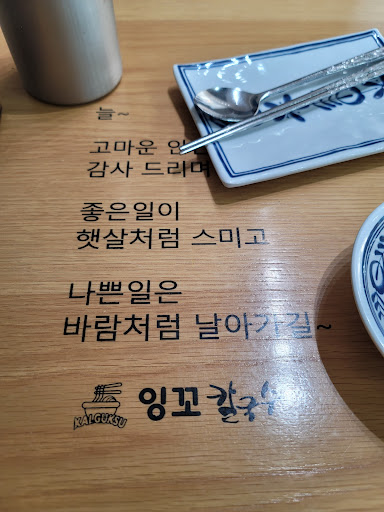 늘~
고마운
감사 드리며
좋은일이
햇살처럼 스미고
나쁜일은
바람처럼 날아가길~
KALGUKSU
잉꼬 칼국수